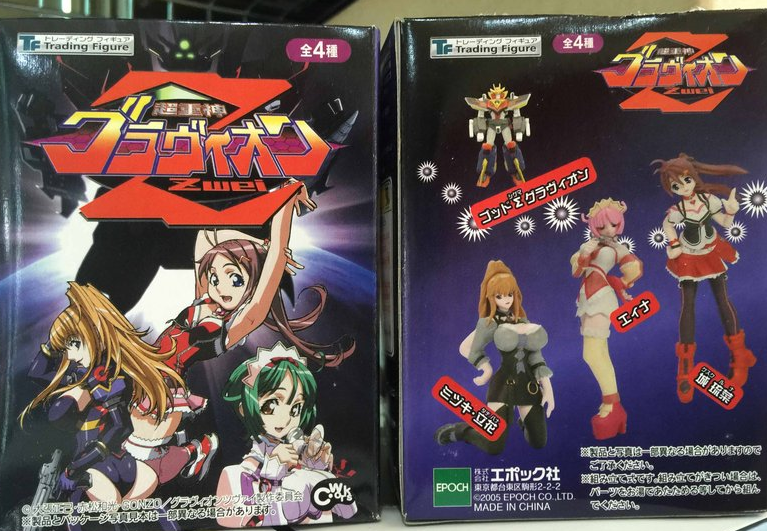 TF トレーディング フィギュア
Trading Figure
全4種
超重神
グラヴィオン
Zwei
©大張正己・赤松和光・GONZO／グラヴィオンツヴァイ製作委員会
※製品とパッケージ写真見本は一部異なる場合があります。
C-works
TF トレーディング フィギュア
Trading Figure
全4種
超重神
グラヴィオン
Zwei
シグマ
ゴッドΣグラヴィオン
エイナ
ミヅキ・立花
城 琉菜
※製品と写真は一部異なる場合がありますので
ご了承ください。
※組み立て式です。組み立てがきつい場合は、
パーツをお湯であたためる等してから組ん
でください。
EPOCH
株式会社 エポック社
東京都台東区駒形2-2-2
©2005 EPOCH CO.,LTD.
MADE IN CHINA